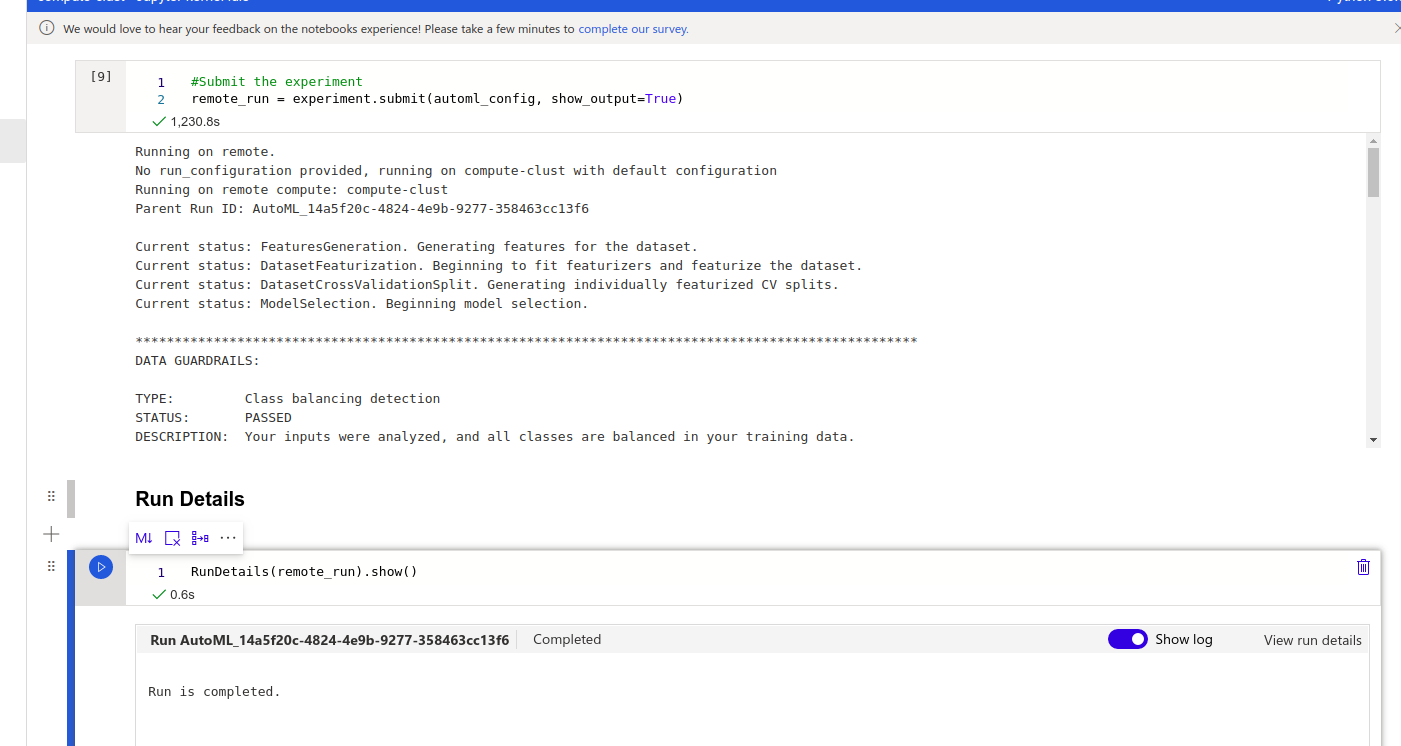 We would love to hear your feedback on the notebooks experience! Please take a few minutes to complete our survey.
[9]
1 #Submit the experiment
2 remote_run = experiment.submit(automl_config, show_output=True)
1,230.8s
Running on remote.
No run_configuration provided, running on compute-clust with default configuration
Running on remote compute: compute-clust
Parent Run ID: AutoML_14a5f20c-4824-4e9b-9277-358463cc13f6
Current status: FeaturesGeneration. Generating features for the dataset.
Current status: DatasetFeaturization. Beginning to fit featurizers and featurize the dataset.
Current status: DatasetCrossValidationSplit. Generating individually featurized CV splits.
Current status: ModelSelection. Beginning model selection.
****************************************************************************************************
DATA GUARDRAILS:
TYPE: Class balancing detection
STATUS: PASSED
DESCRIPTION: Your inputs were analyzed, and all classes are balanced in your training data.
Run Details
M↓
1 RunDetails(remote_run).show()
0.6s
Run AutoML_14a5f20c-4824-4e9b-9277-358463cc13f6 Completed Show log View run details
Run is completed.